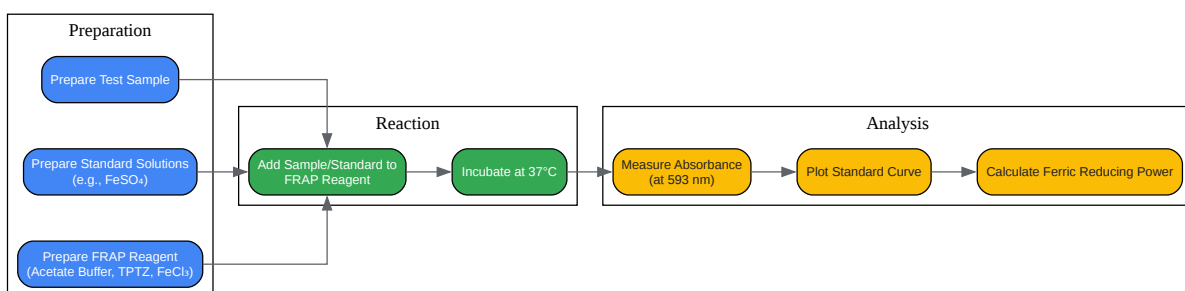 Preparation
Prepare Test Sample
Prepare Standard Solutions
(e.g., FeSO₄)
Prepare FRAP Reagent
(Acetate Buffer, TPTZ, FeCl₃)
Reaction
Add Sample/Standard to
FRAP Reagent
Incubate at 37°C
Analysis
Measure Absorbance
(at 593 nm)
Plot Standard Curve
Calculate Ferric Reducing Power